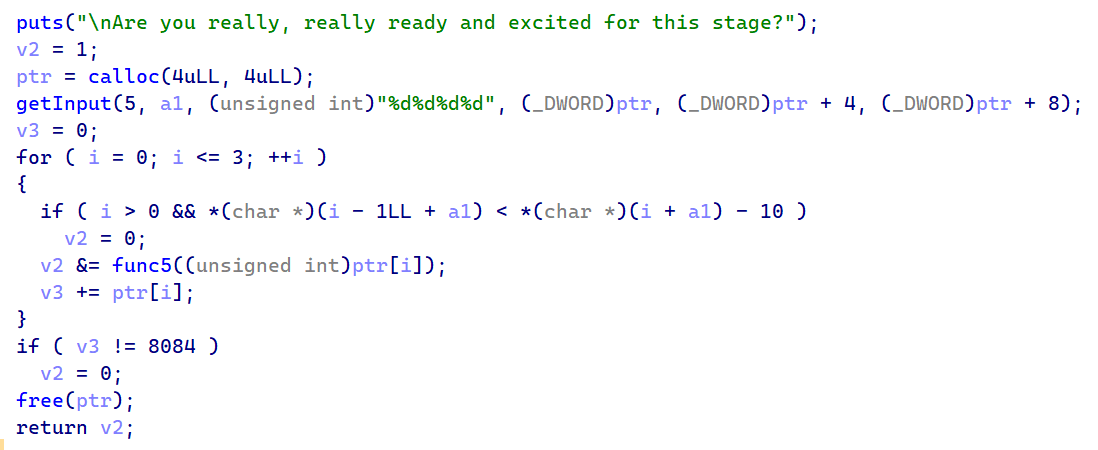 puts("\nAre you really, really ready and excited for this stage?");
v2 = 1;
ptr = calloc(4uLL, 4uLL);
getInput(5, a1, (unsigned int)"%d%d%d%d", (_DWORD)ptr, (_DWORD)ptr + 4, (_DWORD)ptr + 8);
v3 = 0;
for ( i = 0; i <= 3; ++i )
{
  if ( i > 0 && *(char *)(i - 1LL + a1) < *(char *)(i + a1) - 10 )
    v2 = 0;
  v2 &= func5((unsigned int)ptr[i]);
  v3 += ptr[i];
}
if ( v3 != 8084 )
  v2 = 0;
free(ptr);
return v2;